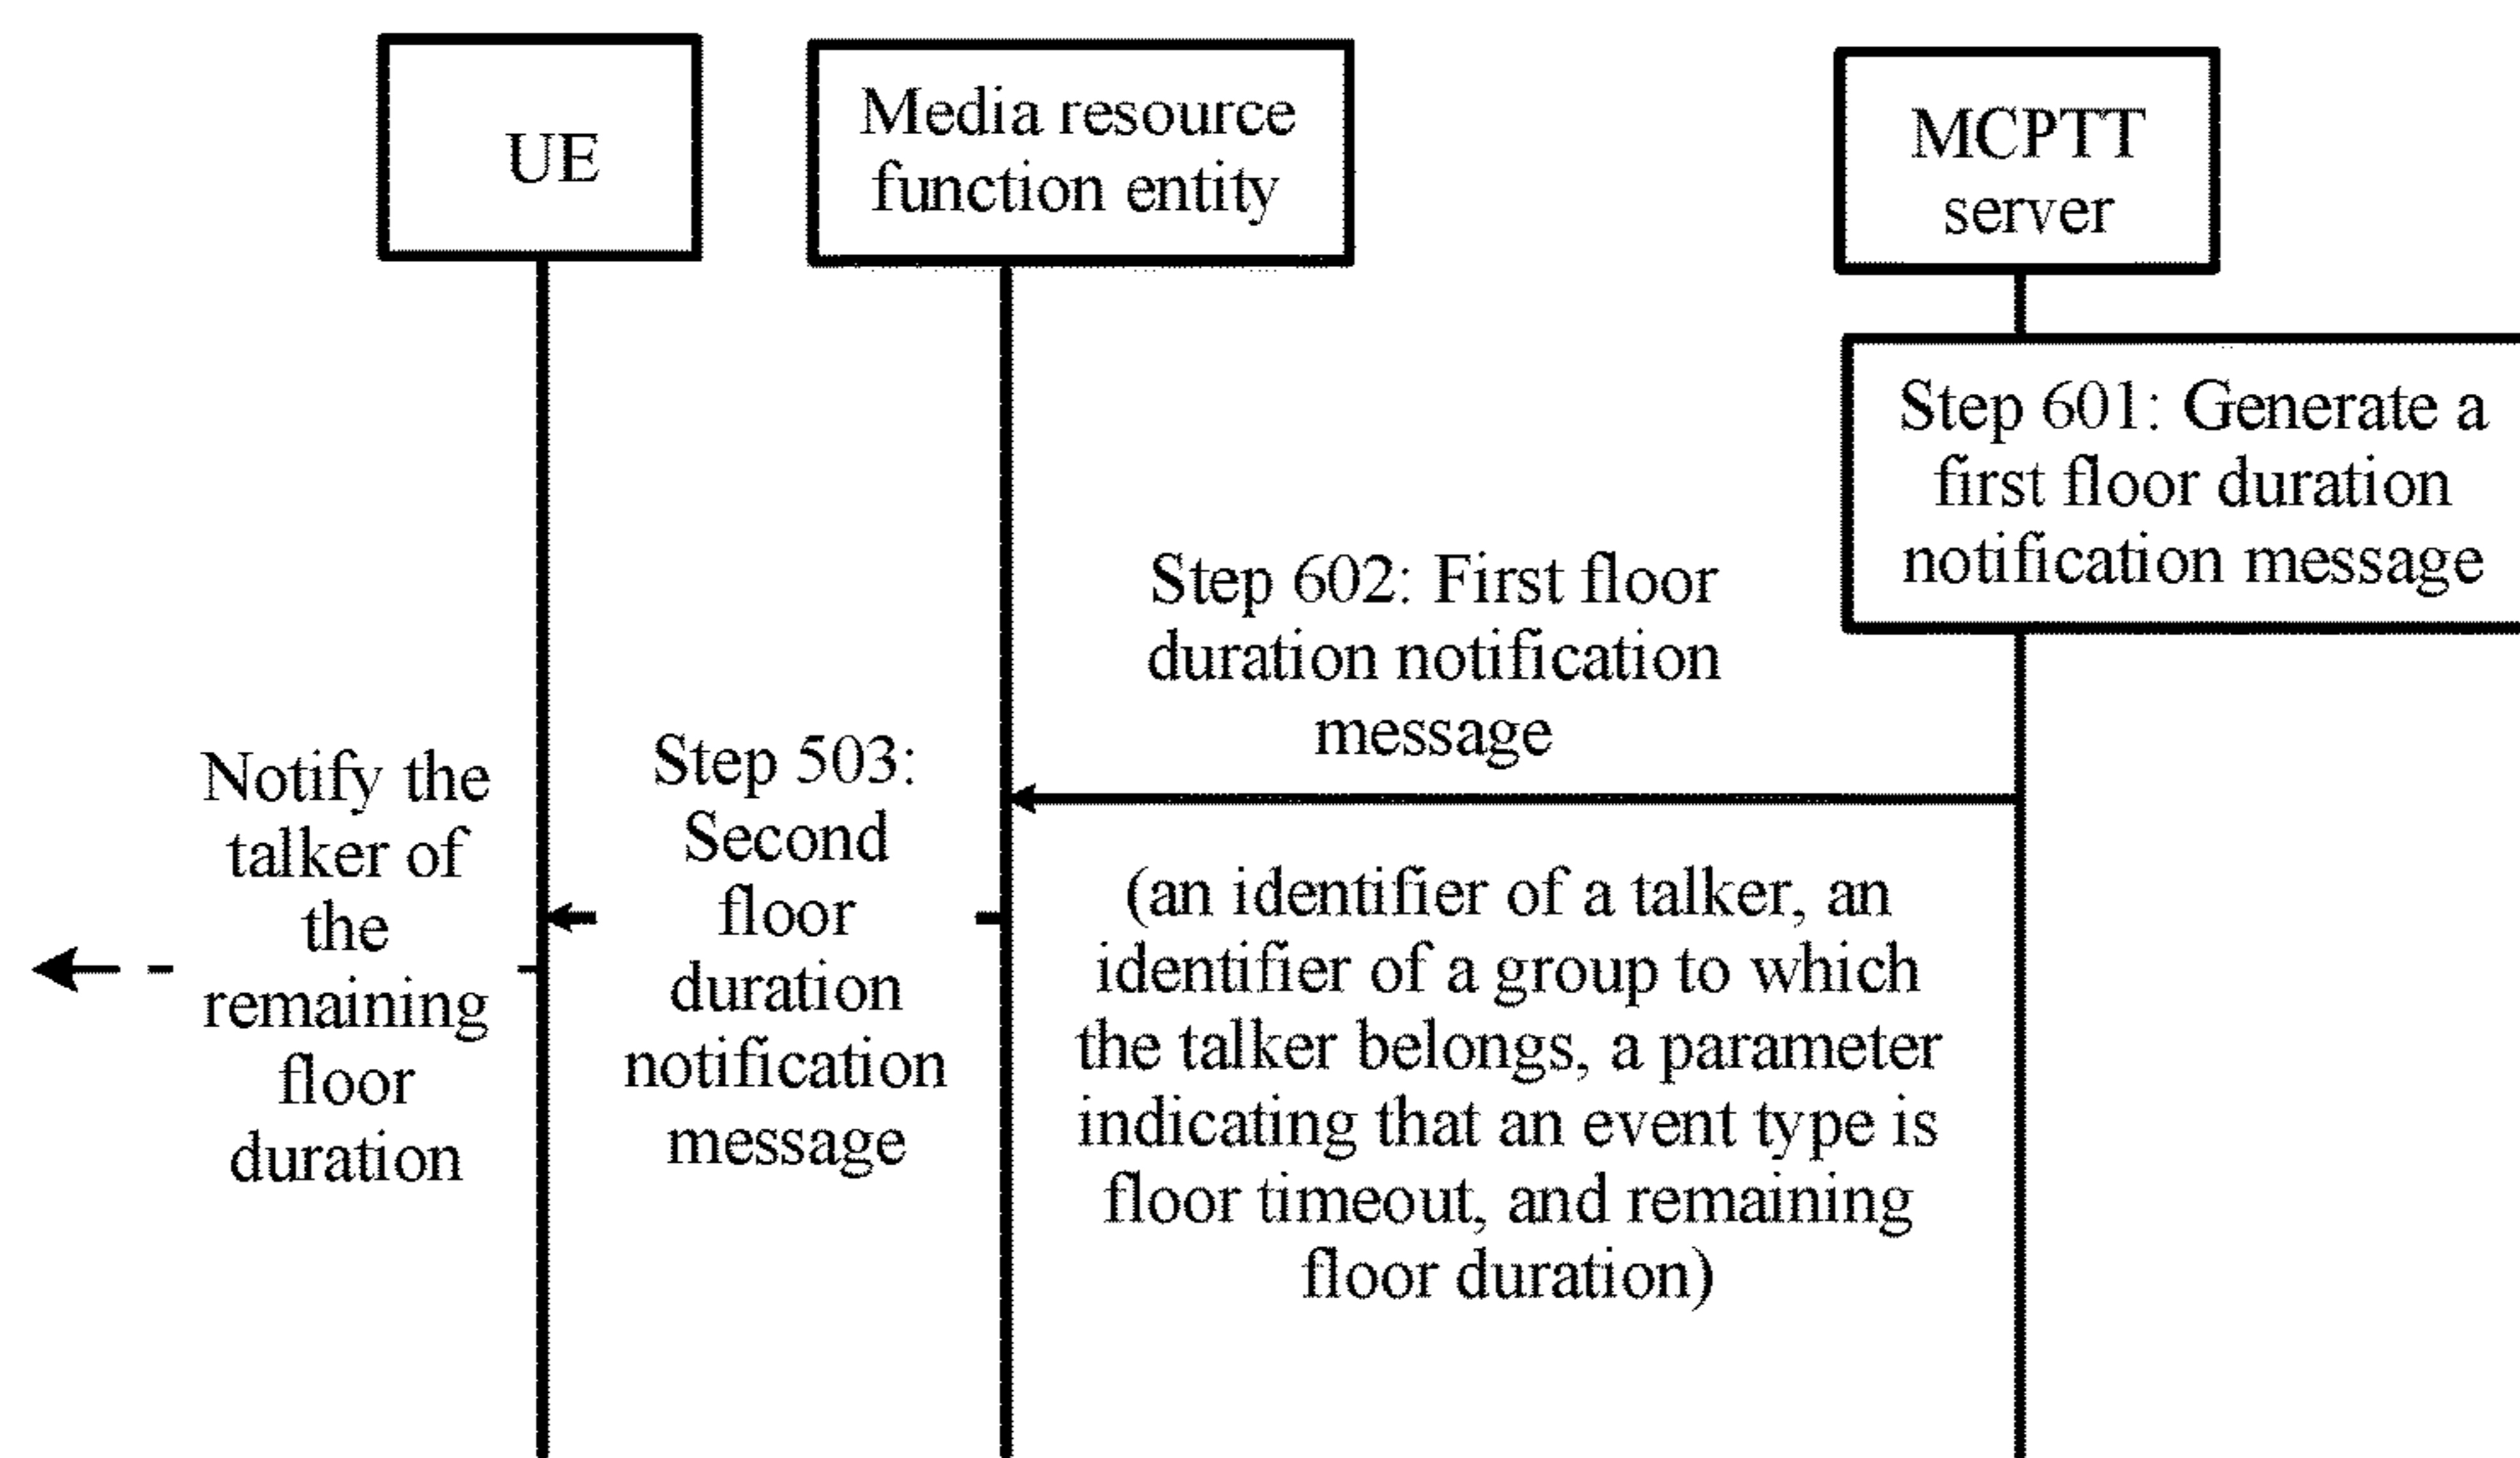 UE
Media resource
function entity
MCPTT
server
Step 601: Generate a
first floor duration
notification message
Step 602: First floor
duration notification
message
(an identifier of a talker, an
identifier of a group to which
the talker belongs, a parameter
indicating that an event type is
floor timeout, and remaining
floor duration)
Step 503:
Second
floor
duration
notification
message
Notify the
talker of
the
remaining
floor
duration